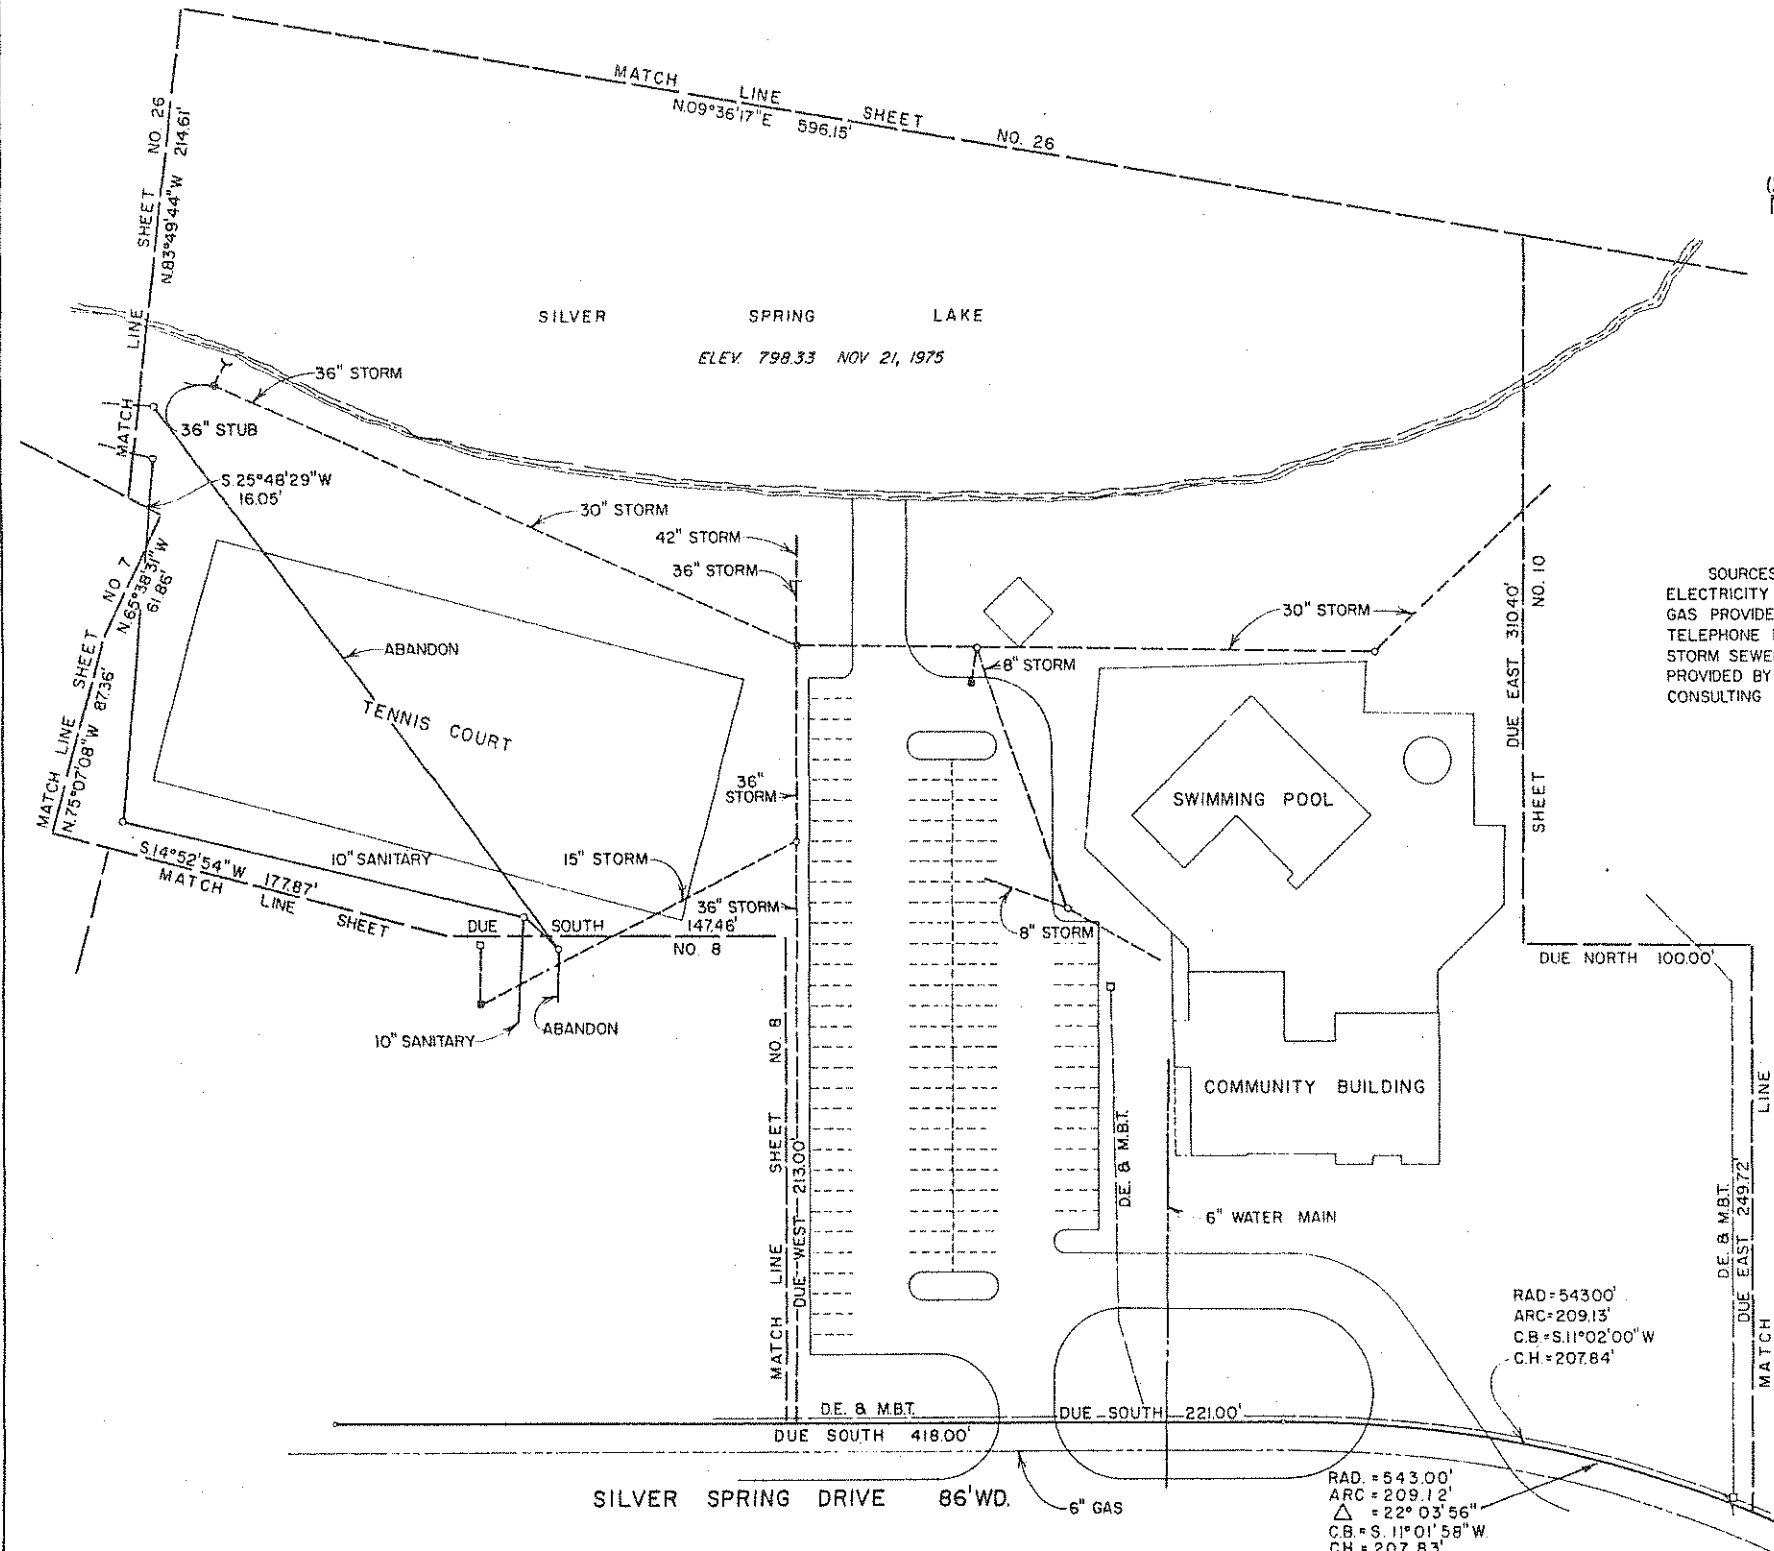 MATCH LINE SHEET NO. 26
N.09°36'17"E 596.15'
SHEET NO. 26
N.83°49'44"W 214.61'
MATCH LINE
SILVER SPRING LAKE
ELEV. 798.33 NOV 21, 1975
36" STORM
36" STUB
S.25°48'29"W
16.05'
30" STORM
42" STORM
36" STORM
30" STORM
8" STORM
N.65°38'31"W
61.86'
MATCH LINE SHEET NO 7
N.75°07'08"W 87.36'
ABANDON
TENNIS COURT
DUE EAST 310.40'
SHEET NO. 10
SOURCES
ELECTRICITY
GAS PROVIDE
TELEPHONE
STORM SEWE
PROVIDED BY
CONSULTING
36"
STORM
SWIMMING POOL
S.14°52'54"W 177.87'
MATCH LINE SHEET
10" SANITARY
15" STORM
36" STORM
DUE SOUTH 147.46'
NO. 8
8" STORM
DUE NORTH 100.00'
10" SANITARY
ABANDON
COMMUNITY BUILDING
MATCH LINE SHEET NO. 8
DUE WEST 213.00'
D.E. & M.B.T.
6" WATER MAIN
D.E. & M.B.T.
DUE EAST 249.72'
MATCH LINE
RAD=543.00'
ARC=209.13'
C.B.=S.11°02'00"W
C.H.=207.84'
D.E. & M.B.T.
DUE SOUTH 221.00'
DUE SOUTH 418.00'
SILVER SPRING DRIVE 86'WD.
6" GAS
RAD. = 543.00'
ARC = 209.12'
△ = 22°03'56"
C.B. = S. 11°01'58"W.
CH = 207.83'